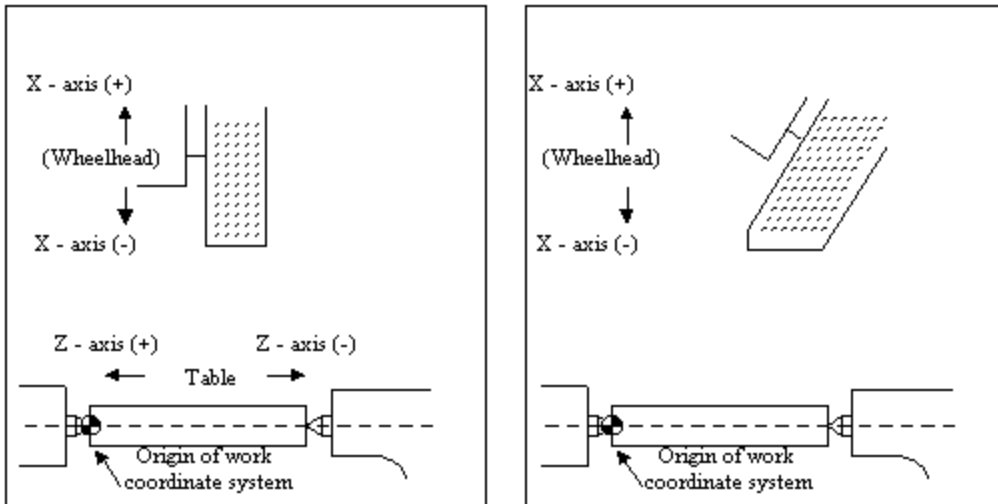 X - axis (+)
(Wheelhead)
X - axis (-)
Z - axis (+)
Z - axis (-)
Table
Origin of work
coordinate system
X - axis (+)
(Wheelhead)
X - axis (-)
Origin of work
coordinate system